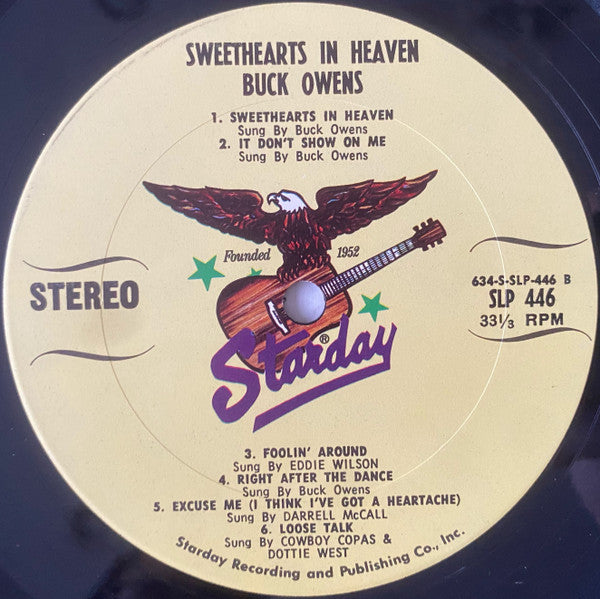 SWEETHEARTS IN HEAVEN
BUCK OWENS
1. SWEETHEARTS IN HEAVEN
Sung By Buck Owens
2. IT DON'T SHOW ON ME
Sung By Buck Owens
Founded 1952
STEREO
634-S-SLP-446 B
SLP 446
33⅓ RPM
Starday®
3. FOOLIN' AROUND
Sung By EDDIE WILSON
4. RIGHT AFTER THE DANCE
Sung By Buck Owens
5. EXCUSE ME (I THINK I'VE GOT A HEARTACHE)
Sung By DARRELL McCALL
6. LOOSE TALK
Sung By COWBOY COPAS &
DOTTIE WEST
Starday Recording and Publishing Co., Inc.